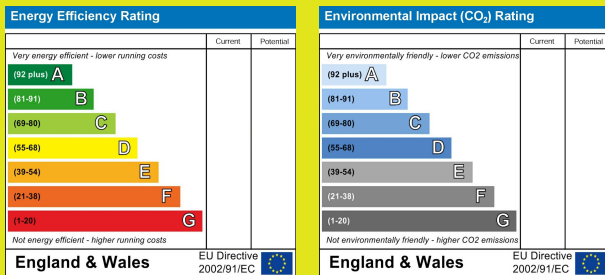 Energy Efficiency Rating
Current Potential
Very energy efficient - lower running costs
(92 plus) A
(81-91) B
(69-80) C
(55-68) D
(39-54) E
(21-38) F
(1-20) G
Not energy efficient - higher running costs
England & Wales
EU Directive
2002/91/EC
Environmental Impact (CO₂) Rating
Current Potential
Very environmentally friendly - lower CO2 emissions
(92 plus) A
(81-91) B
(69-80) C
(55-68) D
(39-54) E
(21-38) F
(1-20) G
Not environmentally friendly - higher CO2 emissions
England & Wales
EU Directive
2002/91/EC